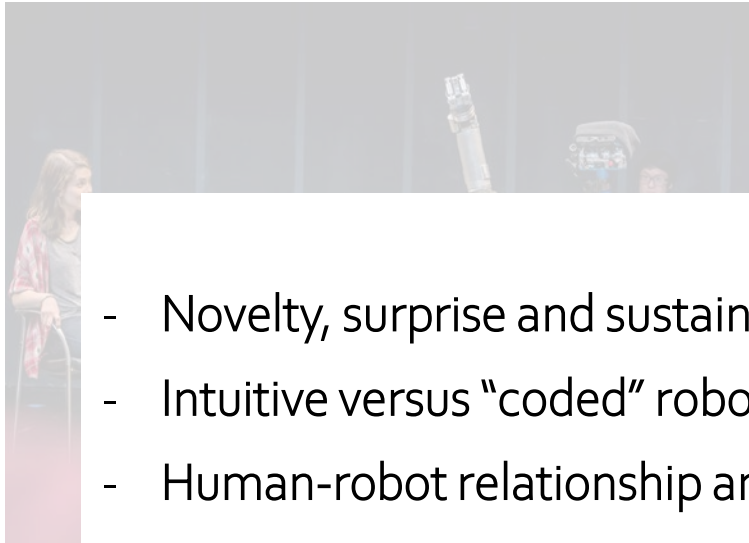 - Novelty, surprise and sustain
- Intuitive versus “coded” robo
- Human-robot relationship ar